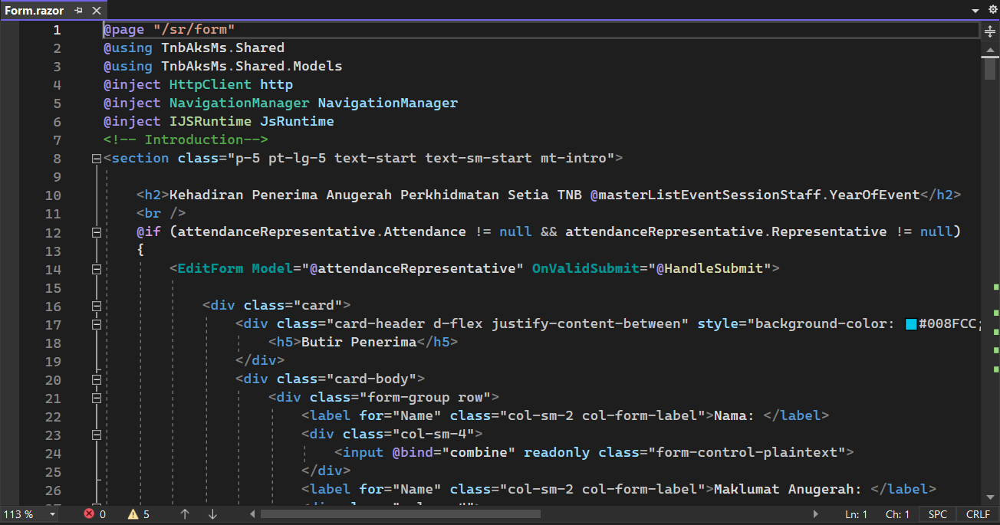 Form.razor
1 @page "/sr/form"
2 @using TnbAksMs.Shared
3 @using TnbAksMs.Shared.Models
4 @inject HttpClient http
5 @inject NavigationManager NavigationManager
6 @inject IJSRuntime JsRuntime
7 <!-- Introduction-->
8 <section class="p-5 pt-lg-5 text-start text-sm-start mt-intro">
9
10 <h2>Kehadiran Penerima Anugerah Perkhidmatan Setia TNB @masterListEventSessionStaff.YearOfEvent</h2>
11 <br />
12 @if (attendanceRepresentative.Attendance != null && attendanceRepresentative.Representative != null)
13 {
14 <EditForm Model="@attendanceRepresentative" OnValidSubmit="@HandleSubmit">
15
16 <div class="card">
17 <div class="card-header d-flex justify-content-between" style="background-color: #008FCC;
18 <h5>Butir Penerima</h5>
19 </div>
20 <div class="card-body">
21 <div class="form-group row">
22 <label for="Name" class="col-sm-2 col-form-label">Nama: </label>
23 <div class="col-sm-4">
24 <input @bind="combine" readonly class="form-control-plaintext">
25 </div>
26 <label for="Name" class="col-sm-2 col-form-label">Maklumat Anugerah: </label>
113 % 0 5 Ln: 1 Ch: 1 SPC CRLF